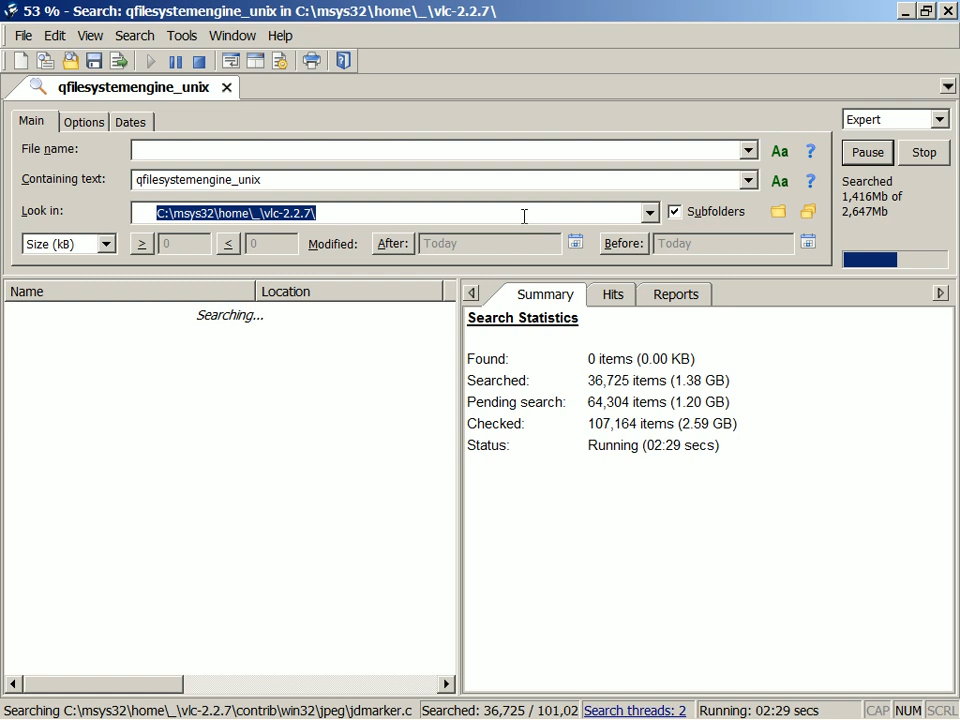 53 % - Search: qfilesystemengine_unix in C:\msys32\home\_\vlc-2.2.7\
File Edit View Search Tools Window Help
qfilesystemengine_unix
Main Options Dates
Expert
File name:
Aa ?
Pause Stop
Containing text: qfilesystemengine_unix
Aa ?
Searched
1,416Mb of
2,647Mb
Look in: C:\msys32\home\_\vlc-2.2.7\
Subfolders
Size (kB) > 0 < 0 Modified: After: Today Before: Today
Name Location
Searching...
Summary Hits Reports
Search Statistics
Found: 0 items (0.00 KB)
Searched: 36,725 items (1.38 GB)
Pending search: 64,304 items (1.20 GB)
Checked: 107,164 items (2.59 GB)
Status: Running (02:29 secs)
Searching C:\msys32\home\_\vlc-2.2.7\contrib\win32\jpeg\jdmarker.c Searched: 36,725 / 101,02 Search threads: 2 Running: 02:29 secs CAP NUM SCRL